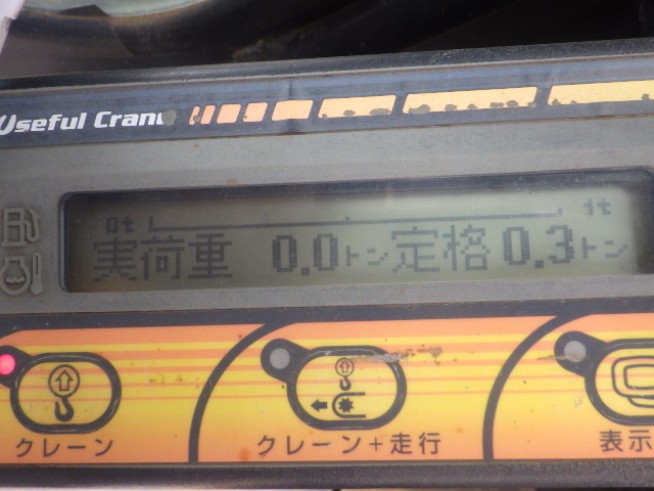 Useful Crane
0t 1t
実荷重 0.0トン 定格 0.3トン
クレーン クレーン+走行 表示